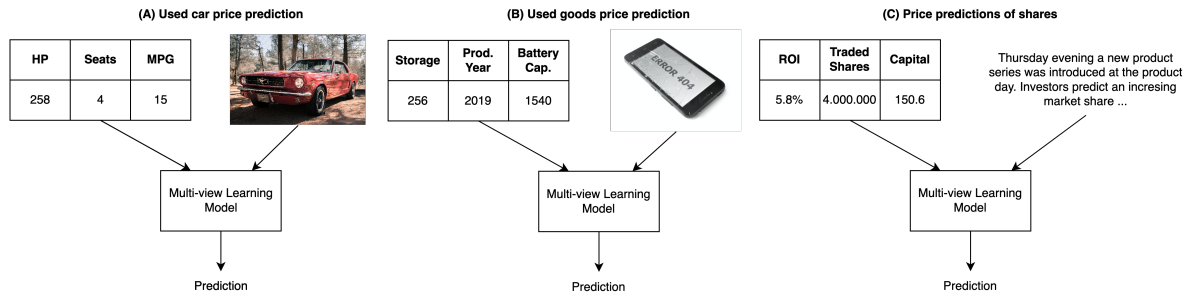 (A) Used car price prediction
HP Seats MPG
258 4 15
Multi-view Learning
Model
Prediction
(B) Used goods price prediction
Storage Prod. Year Battery Cap.
256 2019 1540
ERROR 404
Multi-view Learning
Model
Prediction
(C) Price predictions of shares
ROI Traded Shares Capital
5.8% 4.000.000 150.6
Thursday evening a new product
series was introduced at the product
day. Investors predict an incresing
market share ...
Multi-view Learning
Model
Prediction